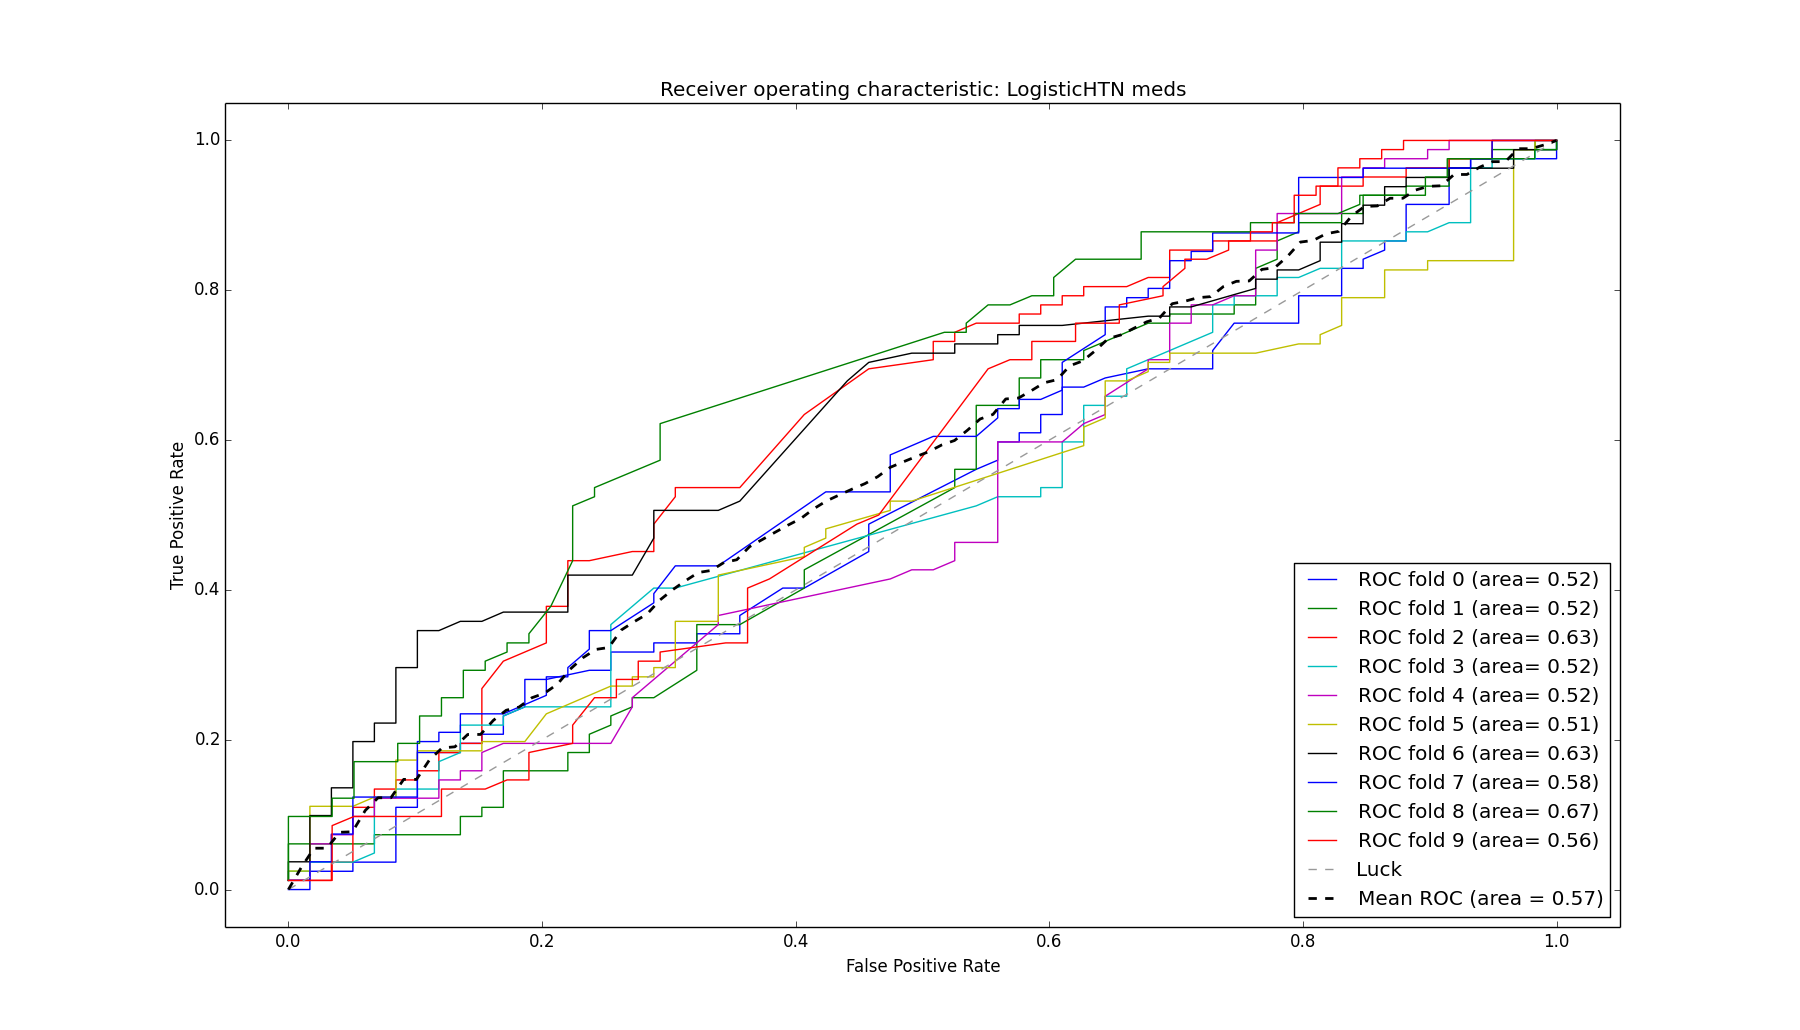 Receiver operating characteristic: LogisticHTN meds
1.0
0.8
0.6
0.4
0.2
0.0
True Positive Rate
0.0 0.2 0.4 0.6 0.8 1.0
False Positive Rate
ROC fold 0 (area= 0.52)
ROC fold 1 (area= 0.52)
ROC fold 2 (area= 0.63)
ROC fold 3 (area= 0.52)
ROC fold 4 (area= 0.52)
ROC fold 5 (area= 0.51)
ROC fold 6 (area= 0.63)
ROC fold 7 (area= 0.58)
ROC fold 8 (area= 0.67)
ROC fold 9 (area= 0.56)
Luck
Mean ROC (area = 0.57)